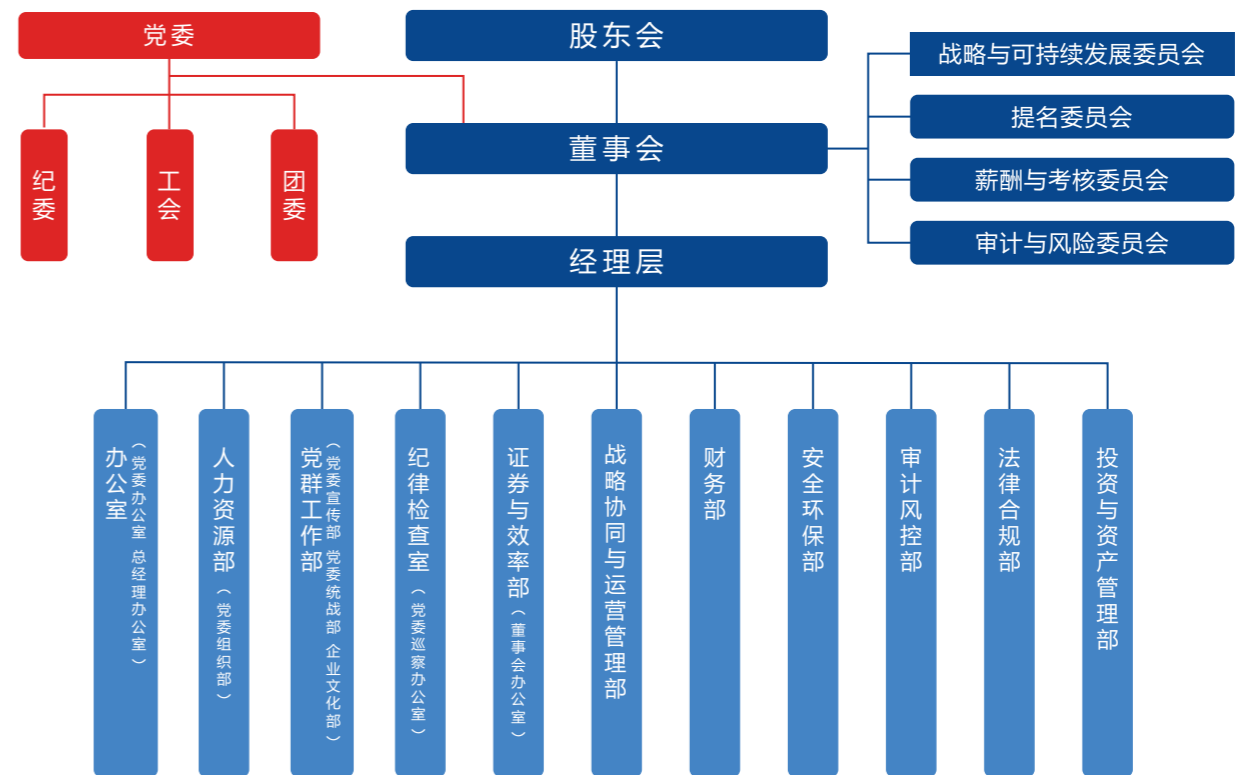 党委
股东会
战略与可持续发展委员会
提名委员会
董事会
薪酬与考核委员会
纪委
工会
团委
审计与风险委员会
经理层
办公室
（党委办公室 总经理办公室）
人力资源部（党委组织部）
党群工作部
（党委宣传部 党委统战部 企业文化部）
纪律检查室（党委巡察办公室）
证券与效率部（董事会办公室）
战略协同与运营管理部
财务部
安全环保部
审计风控部
法律合规部
投资与资产管理部